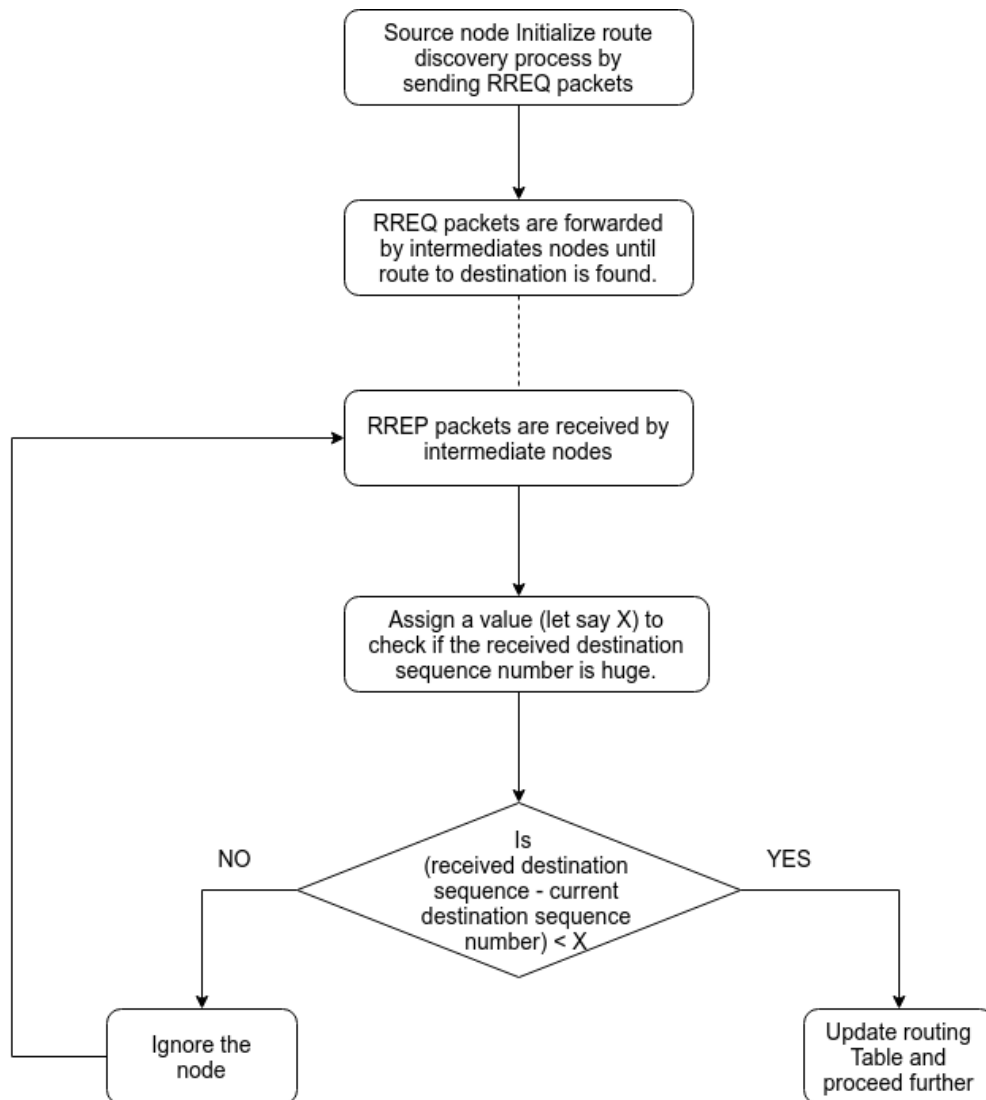 Source node Initialize route
discovery process by
sending RREQ packets
RREQ packets are forwarded
by intermediates nodes until
route to destination is found.
RREP packets are received by
intermediate nodes
Assign a value (let say X) to
check if the received destination
sequence number is huge.
Is
(received destination
sequence - current
destination sequence
number) < X
NO
YES
Ignore the
node
Update routing
Table and
proceed further